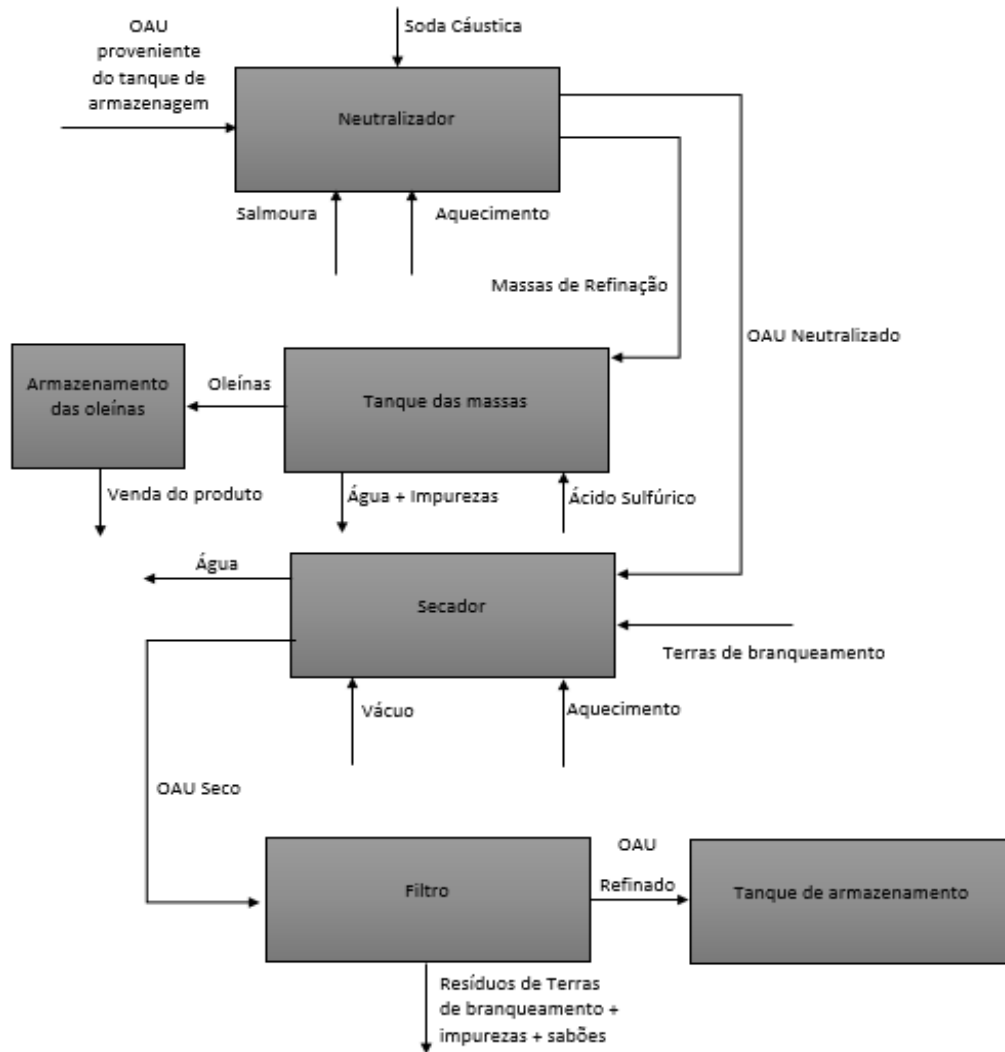 OAU
proveniente
do tanque de
armazenagem
Soda Cáustica
Neutralizador
Salmoura
Aquecimento
Massas de Refinação
OAU Neutralizado
Armazenamento
das oleínas
Oleínas
Tanque das massas
Venda do produto
Água + Impurezas
Ácido Sulfúrico
Água
Secador
Terras de branqueamento
Vácuo
Aquecimento
OAU Seco
Filtro
OAU
Refinado
Tanque de armazenamento
Resíduos de Terras
de branqueamento +
impurezas + sabões